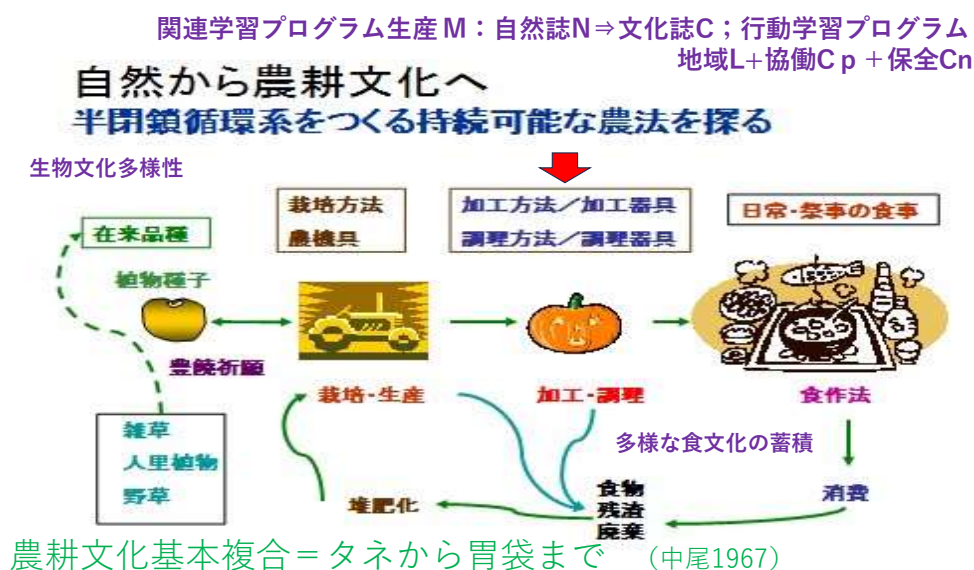 関連学習プログラム生産M:自然誌N⇒文化誌C;行動学習プログラム
地域L+協働Cp+保全Cn
自然から農耕文化へ
半閉鎖循環系をつくる持続可能な農法を探る
生物文化多様性
栽培方法
農機具
加工方法/加工器具
調理方法/調理器具
日常・祭事の食事
在来品種
植物種子
豊饒祈願
栽培・生産
加工・調理
食作法
雑草
人里植物
野草
多様な食文化の蓄積
堆肥化
食物
残渣
廃棄
消費
農耕文化基本複合=タネから胃袋まで (中尾1967)